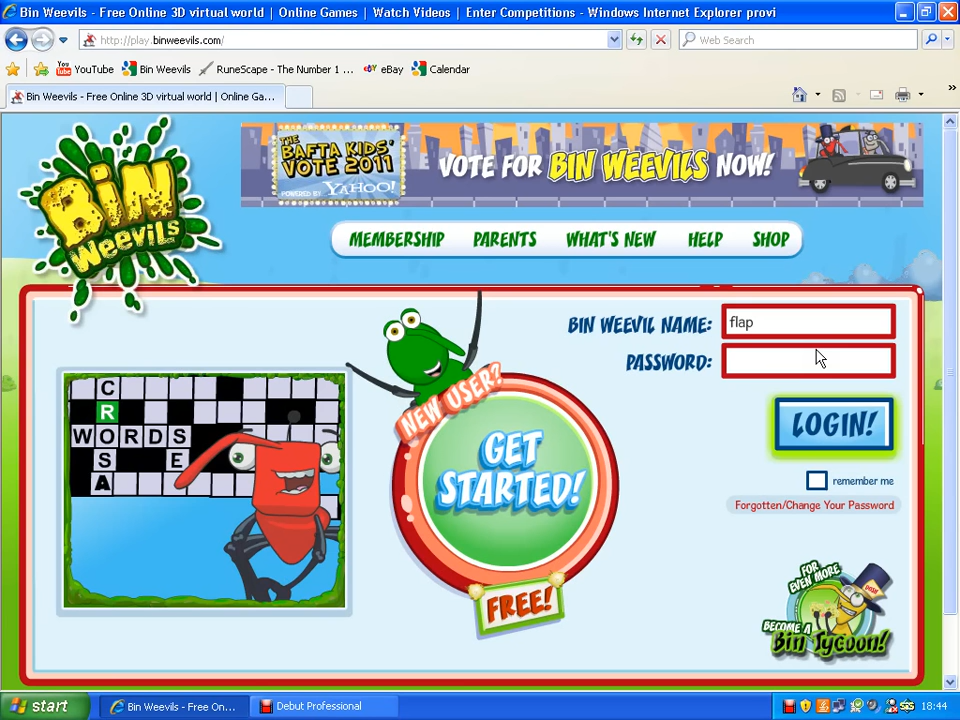 Bin Weevils - Free Online 3D virtual world | Online Games | Watch Videos | Enter Competitions - Windows Internet Explorer provi
http://play.binweevils.com/
Web Search
You Tube YouTube Bin Weevils RuneScape - The Number 1 ... eBay Calendar
Bin Weevils - Free Online 3D virtual world | Online Ga...
BiN Weevils
THE BAFTA KIDS' VOTE 2011
POWERED BY YAHOO!
VOTE FOR BIN WEEVILS NOW!
MEMBERSHIP PARENTS WHAT'S NEW HELP SHOP
BIN WEEVIL NAME: flap
PASSWORD:
LOGIN!
remember me
Forgotten/Change Your Password
C
R
WORDS
S E
A
NEW USER?
GET STARTED!
FREE!
FOR EVEN MORE
DOSH
BECOME A
Bin Tycoon!
start Bin Weevils - Free On... Debut Professional 18:44